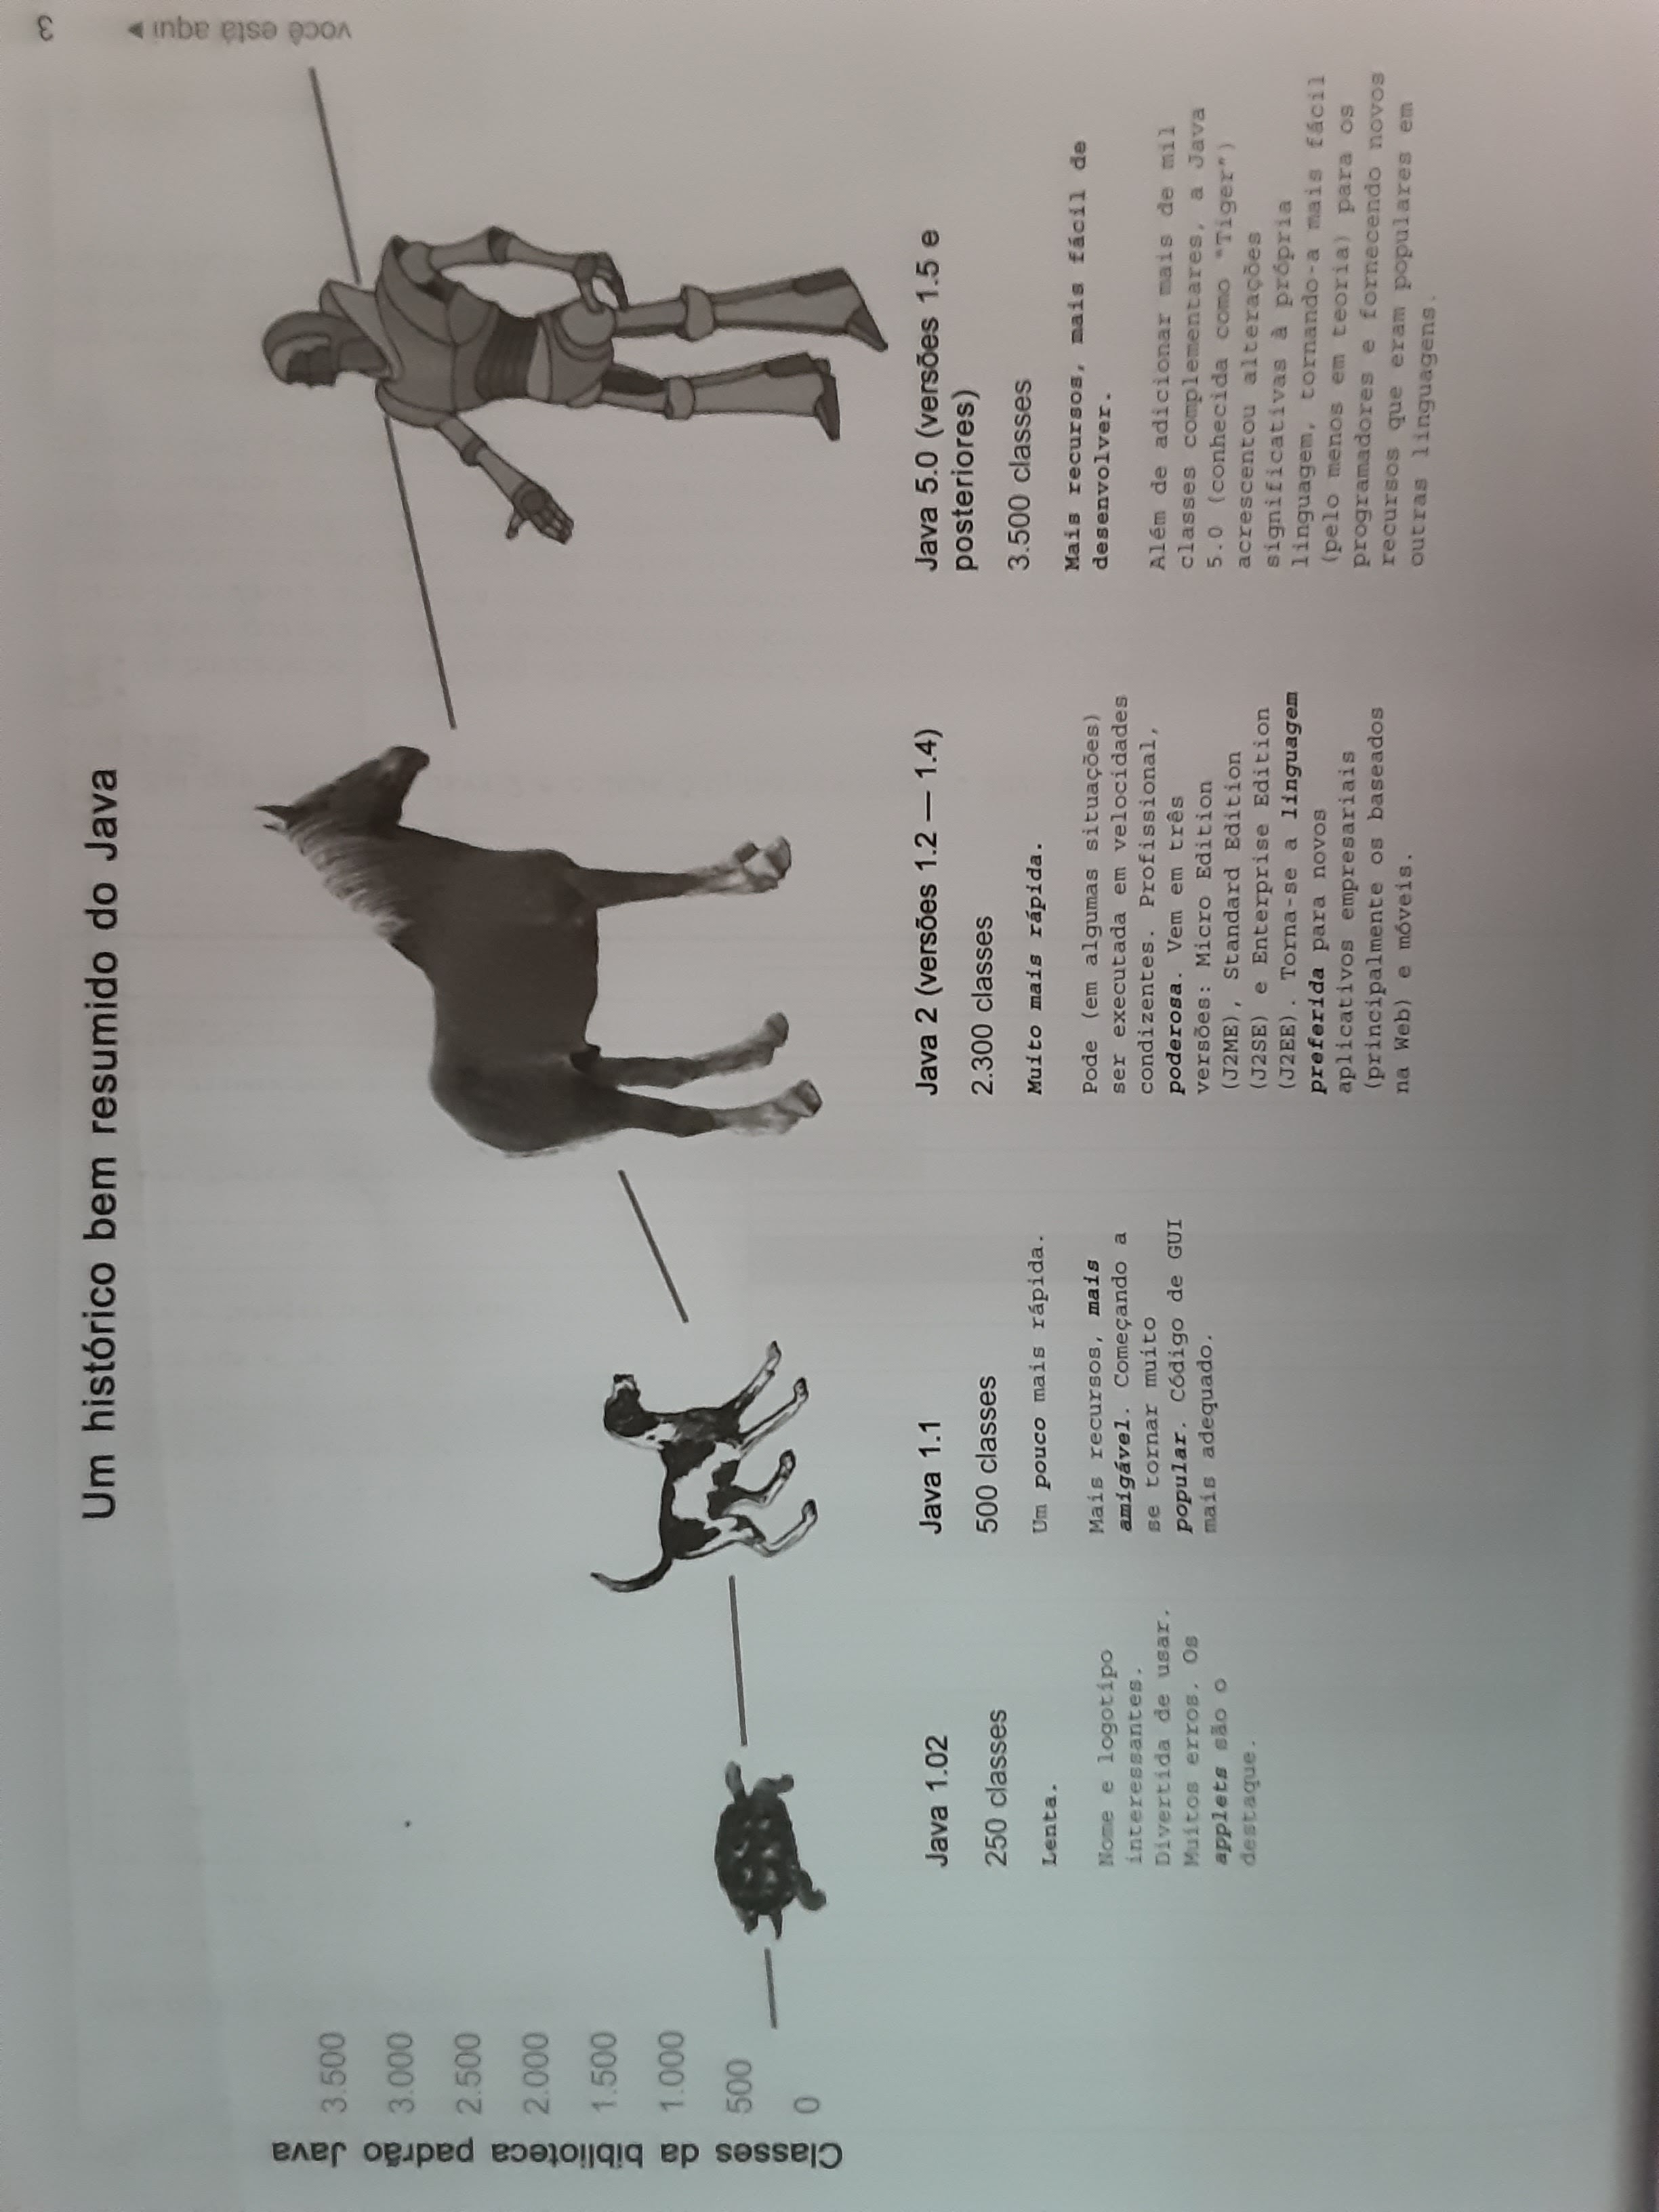 Um histórico bem resumido do Java
Classes da biblioteca padrão Java
3.500
3.000
2.500
2.000
1.500
1.000
500
0
Java 1.02
250 classes
Lenta.
Nome e logotipo
interessantes.
Divertida de usar.
Muitos erros. Os
applets são o
destaque.
Java 1.1
500 classes
Um pouco mais rápida.
Mais recursos, mais
amigável. Começando a
se tornar muito
popular. Código de GUI
mais adequado.
Java 2 (versões 1.2 — 1.4)
2.300 classes
Muito mais rápida.
Pode (em algumas situações)
ser executada em velocidades
condizentes. Profissional,
poderosa. Vem em três
versões: Micro Edition
(J2ME), Standard Edition
(J2SE) e Enterprise Edition
(J2EE). Torna-se a linguagem
preferida para novos
aplicativos empresariais
(principalmente os baseados
na Web) e móveis.
Java 5.0 (versões 1.5 e
posteriores)
3.500 classes
Mais recursos, mais fácil de
desenvolver.
Além de adicionar mais de mil
classes complementares, a Java
5.0 (conhecida como "Tiger")
acrescentou alterações
significativas à própria
linguagem, tornando-a mais fácil
(pelo menos em teoria) para os
programadores e fornecendo novos
recursos que eram populares em
outras linguagens.
você está aqui ▸ 3